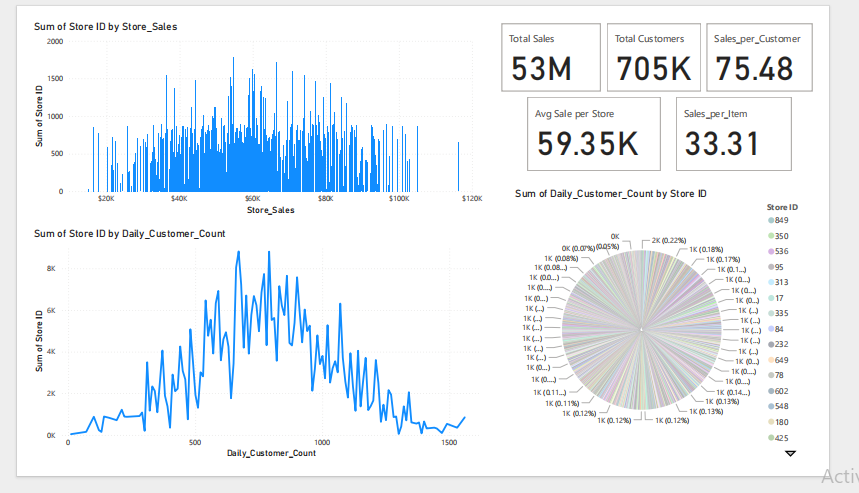 Sum of Store ID by Store_Sales
Sum of Store ID
2000
1500
1000
500
0
$20K
$40K
$60K
$80K
$100K
$120K
Store_Sales
Total Sales
53M
Total Customers
705K
Sales_per_Customer
75.48
Avg Sale per Store
59.35K
Sales_per_Item
33.31
Sum of Store ID by Daily_Customer_Count
Sum of Store ID
8K
6K
4K
2K
0K
0
500
1000
1500
Daily_Customer_Count
Sum of Daily_Customer_Count by Store ID
2K (0.22%)
1K (0.18%)
1K (0.17%)
1K (0.1...)
1K (0...)
1K (0...)
1K (0...)
1K (0...)
1K (...)
1K (...)
1K (...)
1K (...)
1K (...)
1K (0...)
1K (0...)
1K (0.14...)
1K (0.13%)
1K (0.13%)
1K (0.12%)
1K (0.12%)
1K (0.12%)
1K (0.11%)
1K (0.11...)
1K (0...)
1K (0...)
1K (...)
1K (...)
1K (...)
1K (...)
1K (...)
1K (0...)
1K (0...)
1K (0.0...)
1K (0.08...)
1K (0.08%)
0K (0.07%)
0K
(0.05%)
Store ID
849
350
536
95
313
17
335
84
232
649
78
602
548
180
425
Activ